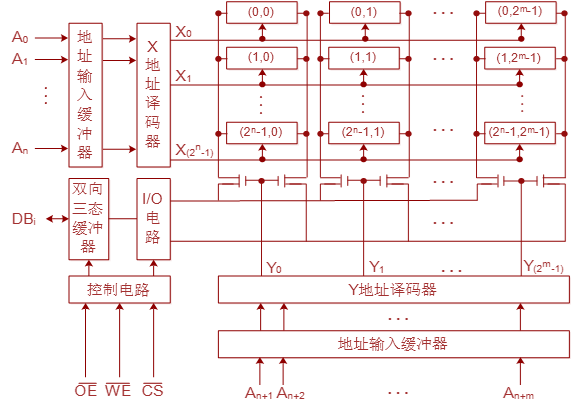 A0
A1
⋮
An
地址输入缓冲器
X地址译码器
X0
X1
X(2ⁿ-1)
(0,0)
(0,1)
···
(0,2ᵐ-1)
(1,0)
(1,1)
···
(1,2ᵐ-1)
(2ⁿ-1,0)
(2ⁿ-1,1)
···
(2ⁿ-1,2ᵐ-1)
DBi
双向三态缓冲器
I/O电路
控制电路
O̅E̅
W̅E̅
C̅S̅
Y0
Y1
···
Y(2ᵐ-1)
Y地址译码器
···
地址输入缓冲器
An+1
An+2
···
An+m